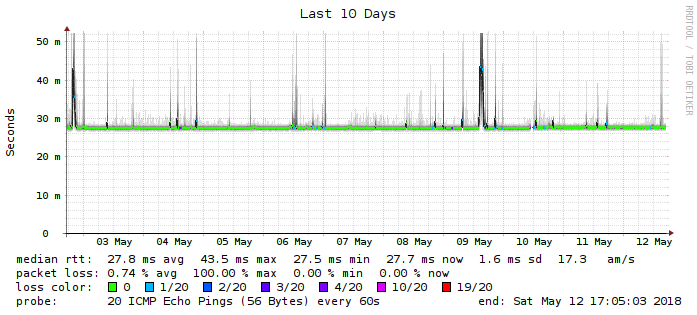 Last 10 Days
RRDTOOL / TOBI OETIKER
Seconds
50 m
40 m
30 m
20 m
10 m
0
03 May 04 May 05 May 06 May 07 May 08 May 09 May 10 May 11 May 12 May
median rtt: 27.8 ms avg 43.5 ms max 27.5 ms min 27.7 ms now 1.6 ms sd 17.3 am/s
packet loss: 0.74 % avg 100.00 % max 0.00 % min 0.00 % now
loss color: 0 1/20 2/20 3/20 4/20 10/20 19/20
probe: 20 ICMP Echo Pings (56 Bytes) every 60s end: Sat May 12 17:05:03 2018